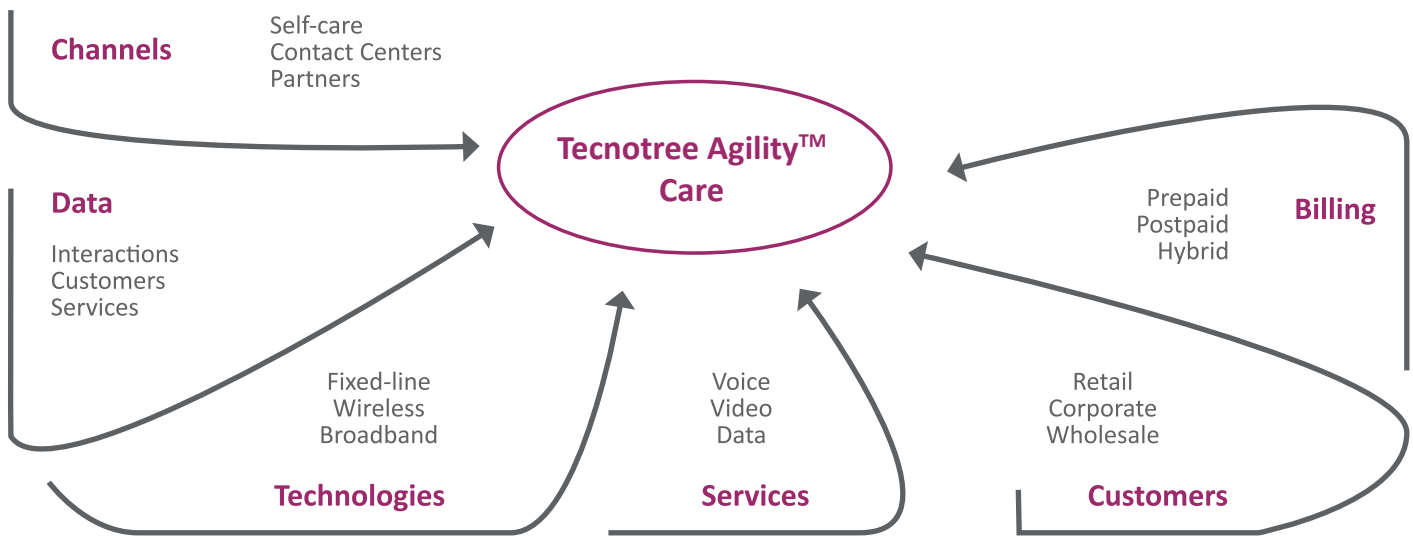 Channels
Self-care
Contact Centers
Partners
Tecnotree Agility™
Care
Data
Interactions
Customers
Services
Prepaid
Postpaid
Hybrid
Billing
Fixed-line
Wireless
Broadband
Technologies
Voice
Video
Data
Services
Retail
Corporate
Wholesale
Customers